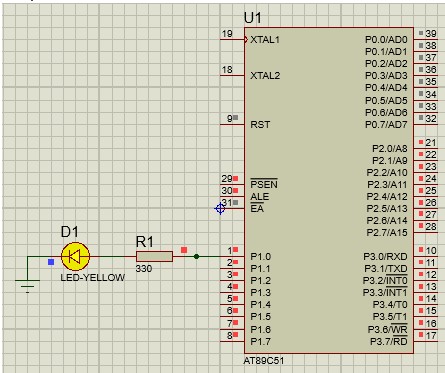 U1
19 XTAL1 P0.0/AD0 39
P0.1/AD1 38
P0.2/AD2 37
18 XTAL2 P0.3/AD3 36
P0.4/AD4 35
P0.5/AD5 34
P0.6/AD6 33
9 RST P0.7/AD7 32
P2.0/A8 21
P2.1/A9 22
P2.2/A10 23
29 PSEN P2.3/A11 24
30 ALE P2.4/A12 25
31 EA P2.5/A13 26
P2.6/A14 27
P2.7/A15 28
D1
LED-YELLOW
R1
330
1 P1.0 P3.0/RXD 10
2 P1.1 P3.1/TXD 11
3 P1.2 P3.2/INT0 12
4 P1.3 P3.3/INT1 13
5 P1.4 P3.4/T0 14
6 P1.5 P3.5/T1 15
7 P1.6 P3.6/WR 16
8 P1.7 P3.7/RD 17
AT89C51